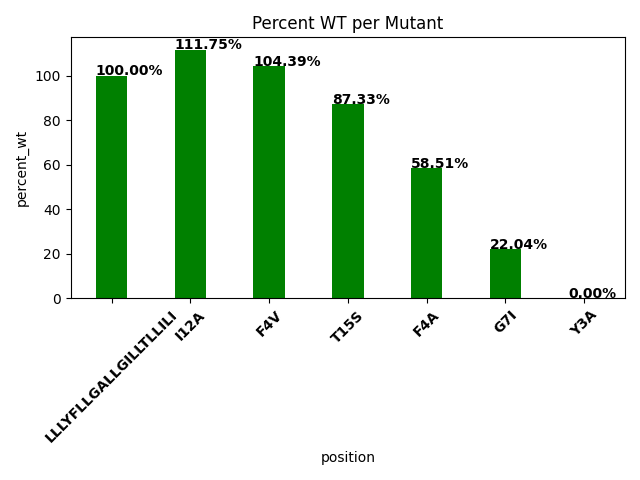 Percent WT per Mutant
percent_wt
100
80
60
40
20
0
100.00%
111.75%
104.39%
87.33%
58.51%
22.04%
0.00%
LLLYFLLGALLGILLTLLILI
I12A
F4V
T15S
F4A
G7I
Y3A
position